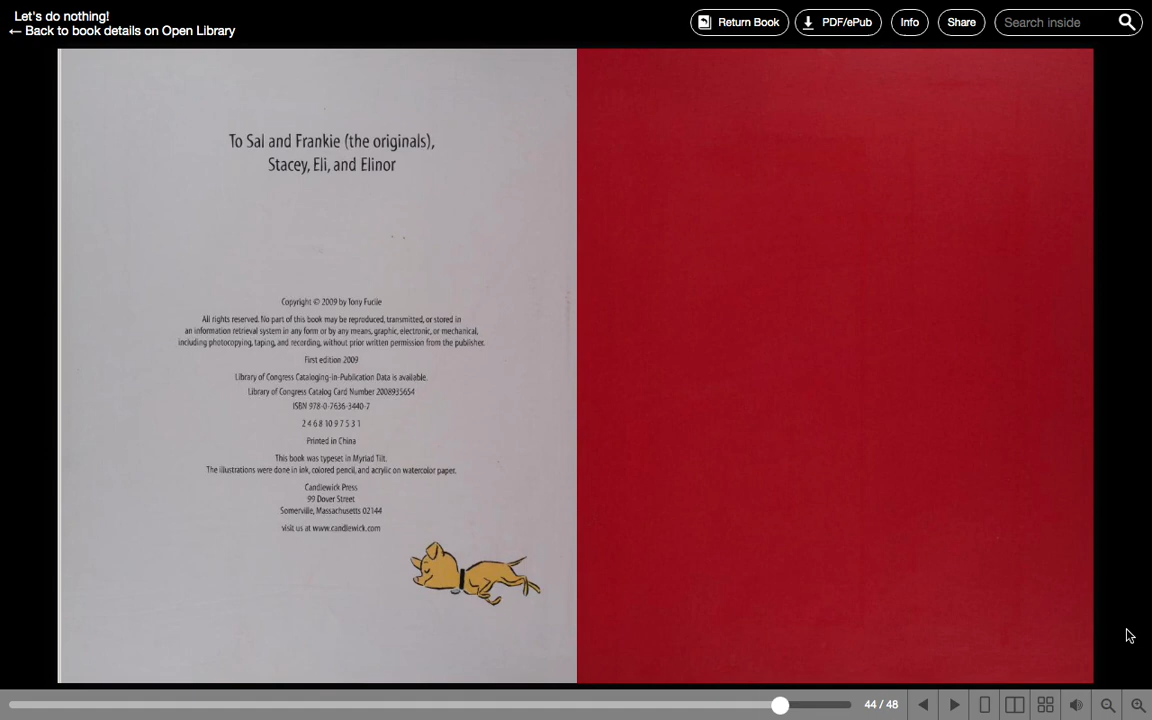 Let's do nothing!
← Back to book details on Open Library
Return Book
PDF/ePub
Info
Share
Search inside
To Sal and Frankie (the originals),
Stacey, Eli, and Elinor
Copyright © 2009 by Tony Fucile
All rights reserved. No part of this book may be reproduced, transmitted, or stored in
an information retrieval system in any form or by any means, graphic, electronic, or mechanical,
including photocopying, taping, and recording, without prior written permission from the publisher.
First edition 2009
Library of Congress Cataloging-in-Publication Data is available.
Library of Congress Catalog Card Number 2008935654
ISBN 978-0-7636-3440-7
2 4 6 8 10 9 7 5 3 1
Printed in China
This book was typeset in Myriad Tilt.
The illustrations were done in ink, colored pencil, and acrylic on watercolor paper.
Candlewick Press
99 Dover Street
Somerville, Massachusetts 02144
visit us at www.candlewick.com
44 / 48